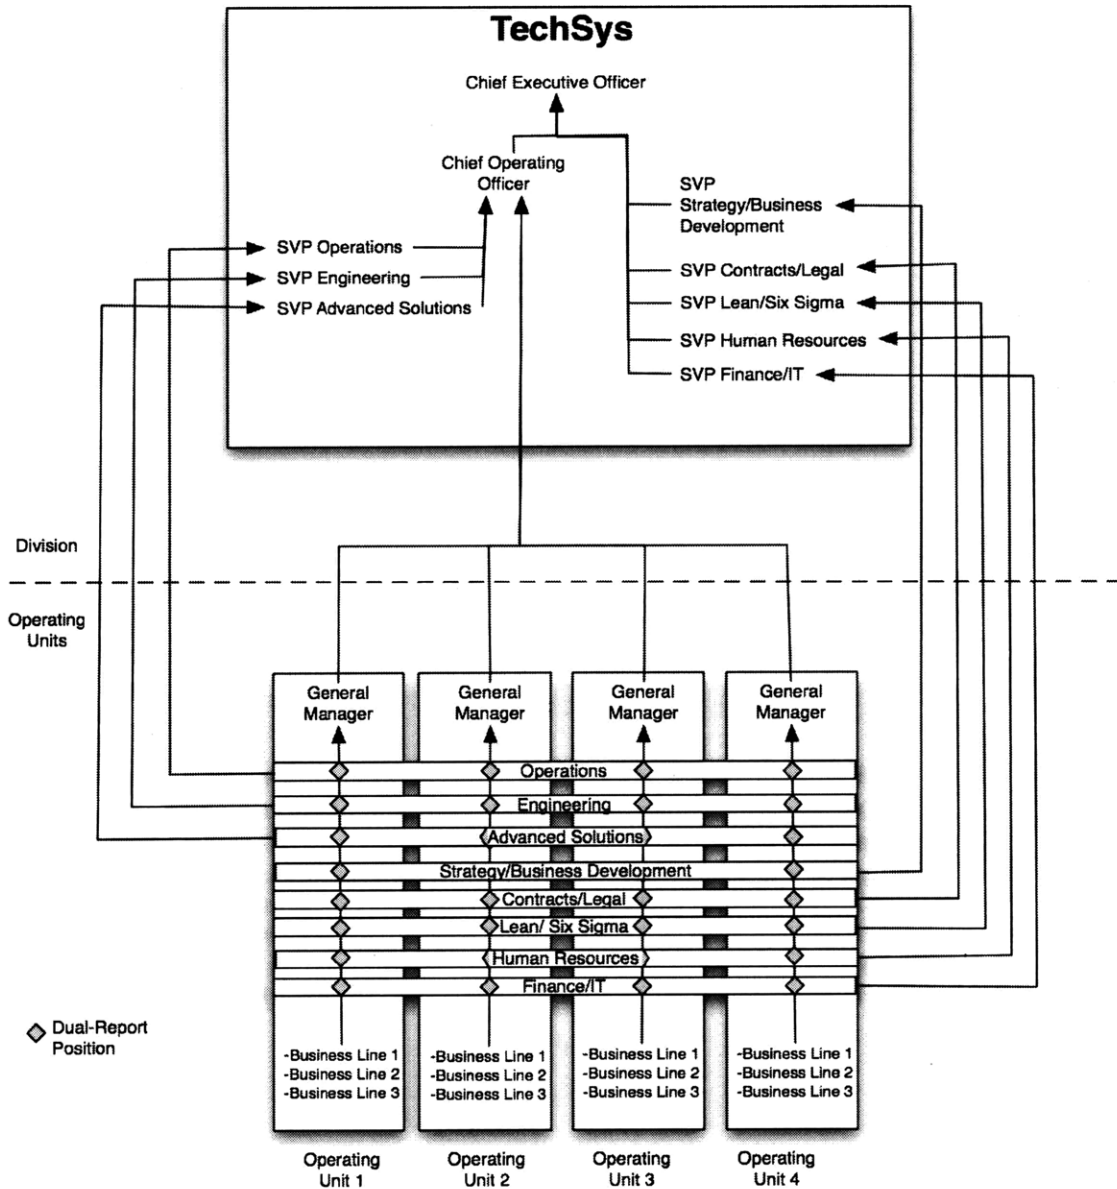 TechSys
Chief Executive Officer
Chief Operating
Officer
SVP
Strategy/Business
Development
SVP Operations
SVP Engineering
SVP Advanced Solutions
SVP Contracts/Legal
SVP Lean/Six Sigma
SVP Human Resources
SVP Finance/IT
Division
Operating
Units
General
Manager
General
Manager
General
Manager
General
Manager
Operations
Engineering
Advanced Solutions
Strategy/Business Development
Contracts/Legal
Lean/ Six Sigma
Human Resources
Finance/IT
Dual-Report
Position
-Business Line 1
-Business Line 2
-Business Line 3
-Business Line 1
-Business Line 2
-Business Line 3
-Business Line 1
-Business Line 2
-Business Line 3
-Business Line 1
-Business Line 2
-Business Line 3
Operating
Unit 1
Operating
Unit 2
Operating
Unit 3
Operating
Unit 4